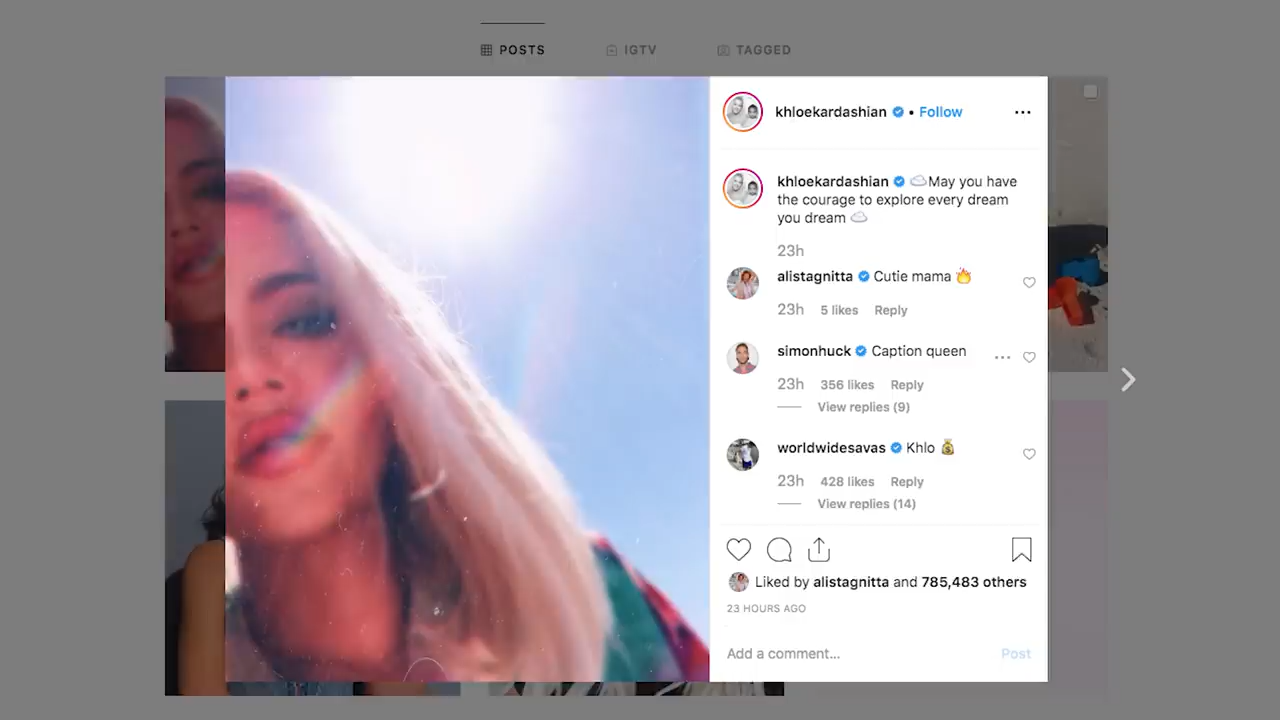 POSTS IGTV TAGGED
khloekardashian • Follow
khloekardashian ☁️May you have
the courage to explore every dream
you dream ☁️
23h
alistagnitta Cutie mama 🔥
23h 5 likes Reply
simonhuck Caption queen
23h 356 likes Reply
View replies (9)
worldwidesavas Khlo 💰
23h 428 likes Reply
View replies (14)
Liked by alistagnitta and 785,483 others
23 HOURS AGO
Add a comment... Post